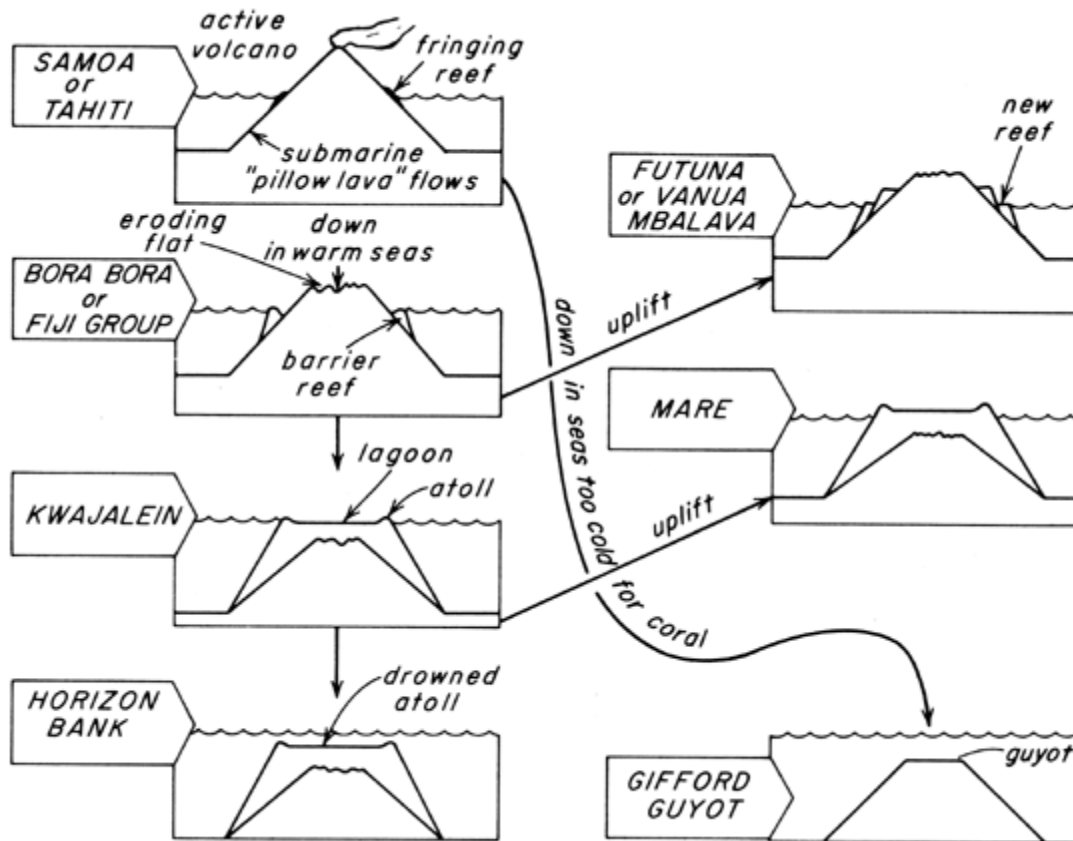 SAMOA
or
TAHITI
active
volcano
fringing
reef
submarine
"pillow lava" flows
BORA BORA
or
FIJI GROUP
eroding
flat
down
in warm seas
barrier
reef
KWAJALEIN
lagoon
atoll
HORIZON
BANK
drowned
atoll
down in seas too cold for coral
uplift
uplift
FUTUNA
or VANUA
MBALAVA
new
reef
MARE
GIFFORD
GUYOT
guyot